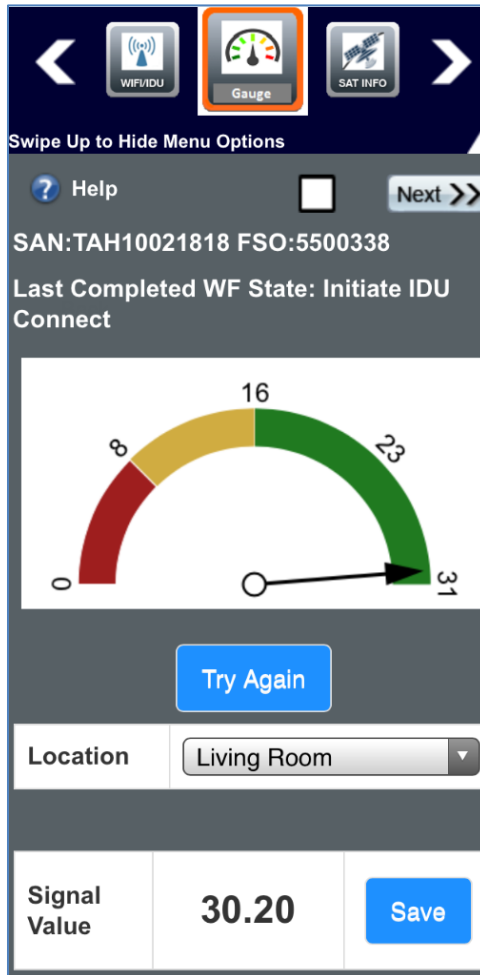 WIFI/IDU
Gauge
SAT INFO
Swipe Up to Hide Menu Options
? Help
Next >>
SAN:TAH10021818 FSO:5500338
Last Completed WF State: Initiate IDU
Connect
0
8
16
23
31
Try Again
Location
Living Room
Signal
Value
30.20
Save